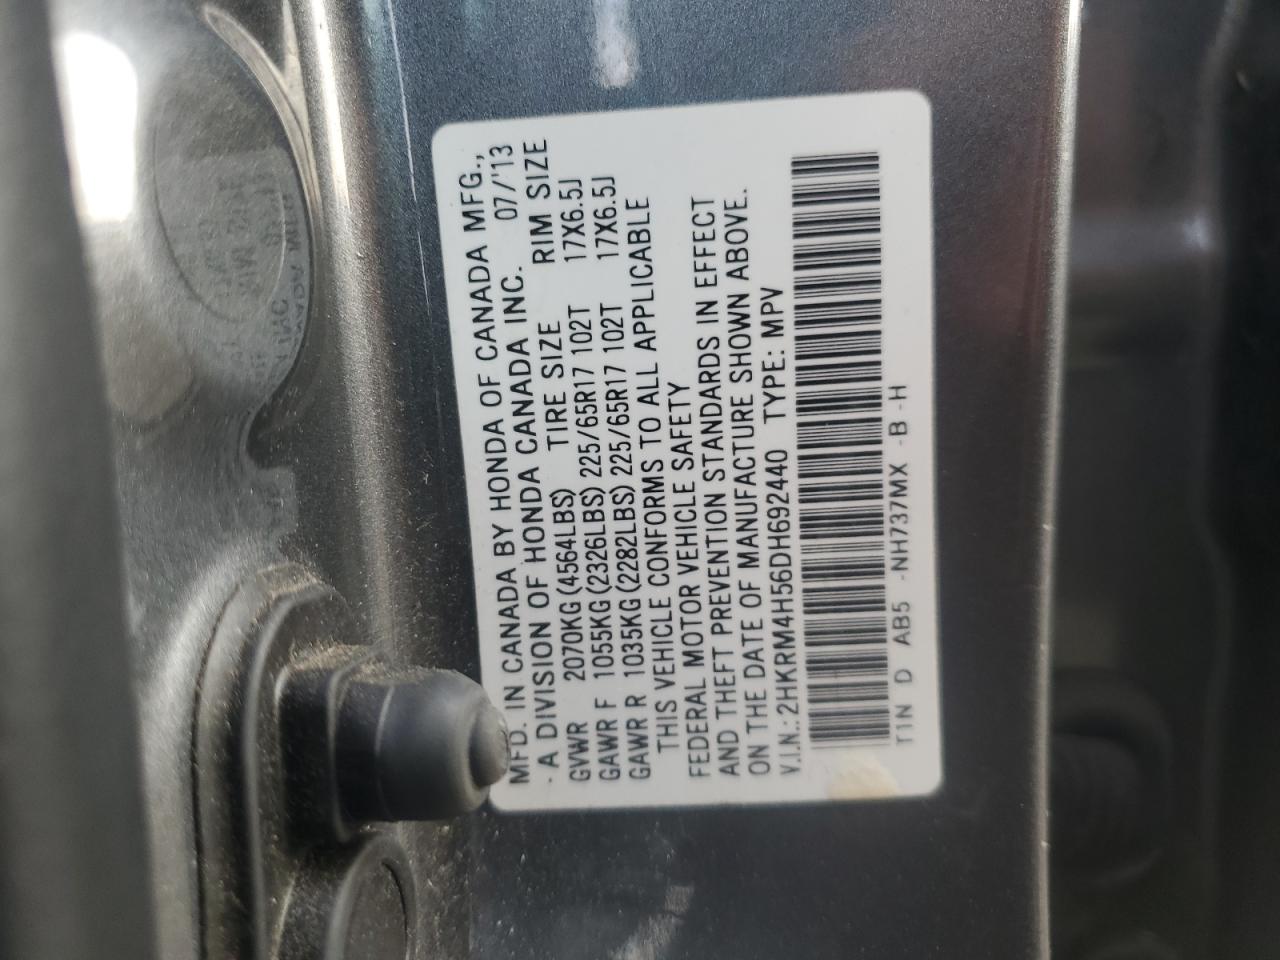 MFD. IN CANADA BY HONDA OF CANADA MFG.,
- A DIVISION OF HONDA CANADA INC. 07/'13
GVWR 2070KG (4564LBS) TIRE SIZE RIM SIZE
GAWR F 1055KG (2326LBS) 225/65R17 102T 17X6.5J
GAWR R 1035KG (2282LBS) 225/65R17 102T 17X6.5J
THIS VEHICLE CONFORMS TO ALL APPLICABLE
FEDERAL MOTOR VEHICLE SAFETY
AND THEFT PREVENTION STANDARDS IN EFFECT
ON THE DATE OF MANUFACTURE SHOWN ABOVE.
V.I.N.: 2HKRM4H56DH692440 TYPE: MPV
T1N D AB5 -NH737MX -B -H